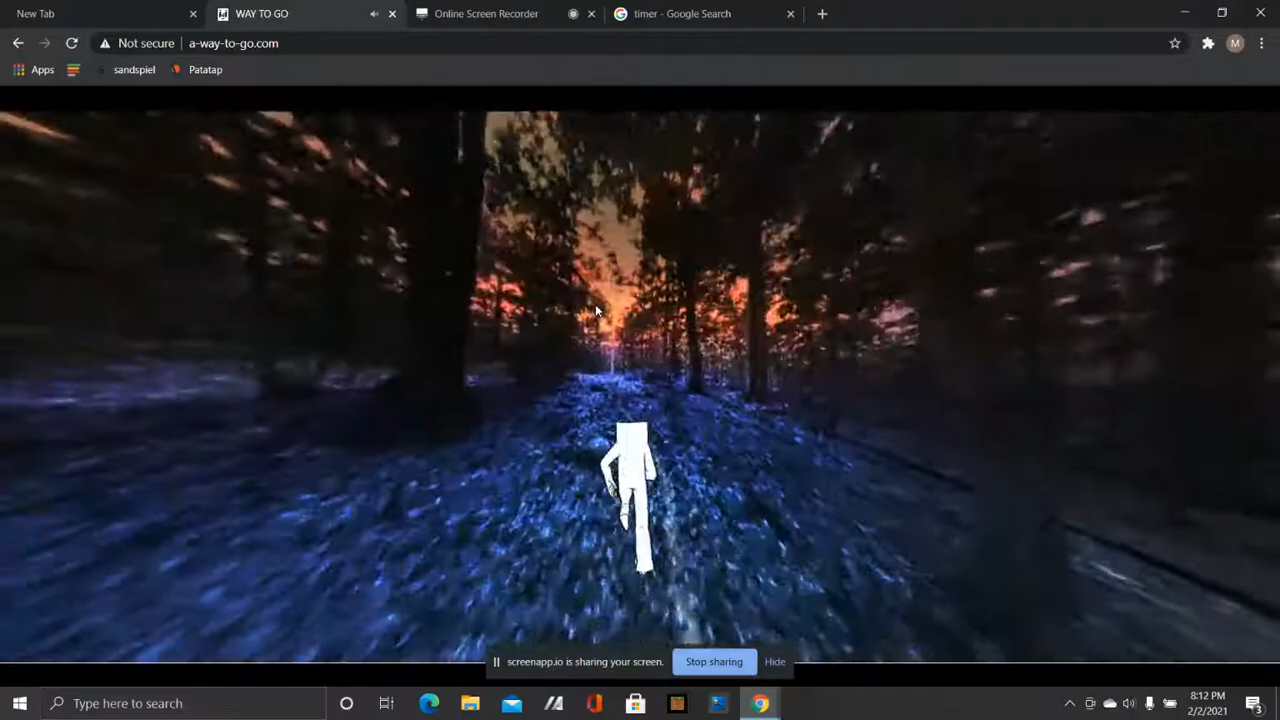 New Tab
WAY TO GO
Online Screen Recorder
timer - Google Search
Not secure
a-way-to-go.com
M
Apps
sandspiel
Patatap
screenapp.io is sharing your screen.
Stop sharing
Hide
Type here to search
8:12 PM
2/2/2021
3